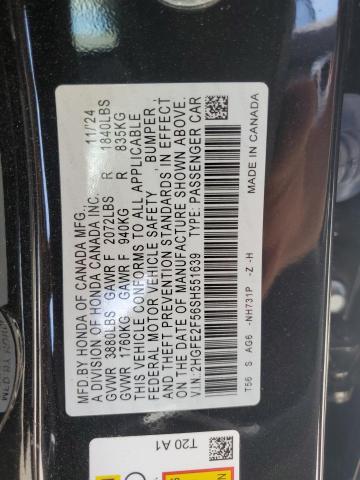 MFD.BY HONDA OF CANADA MFG.,
A DIVISION OF HONDA CANADA INC. 11/24
GVWR 3880LBS GAWR F 2072LBS R 1840LBS
GVWR 1760KG GAWR F 940KG R 835KG
THIS VEHICLE CONFORMS TO ALL APPLICABLE
FEDERAL MOTOR VEHICLE SAFETY, BUMPER,
AND THEFT PREVENTION STANDARDS IN EFFECT
ON THE DATE OF MANUFACTURE SHOWN ABOVE.
V.I.N.:2HGFE2F56SH551639 TYPE: PASSENGER CAR
T56 S AG6 -NH731P -Z -H MADE IN CANADA
T20 A1